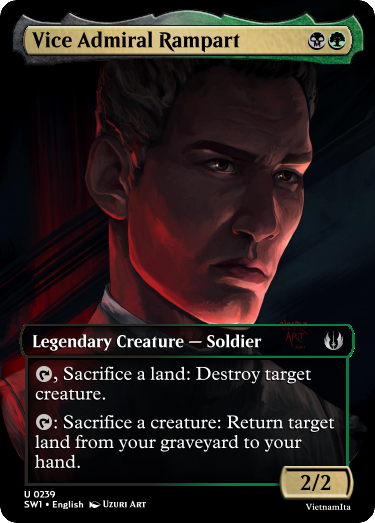 Vice Admiral Rampart
Legendary Creature — Soldier
, Sacrifice a land: Destroy target
creature.
: Sacrifice a creature: Return target
land from your graveyard to your
hand.
2/2
U 0239
SW1 • English Uzuri Art
VietnamIta